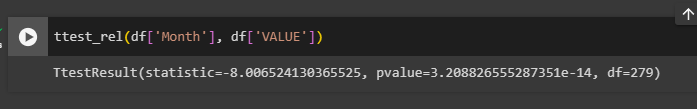 ttest_rel(df['Month'], df['VALUE'])
TtestResult(statistic=-8.006524130365525, pvalue=3.208826555287351e-14, df=279)